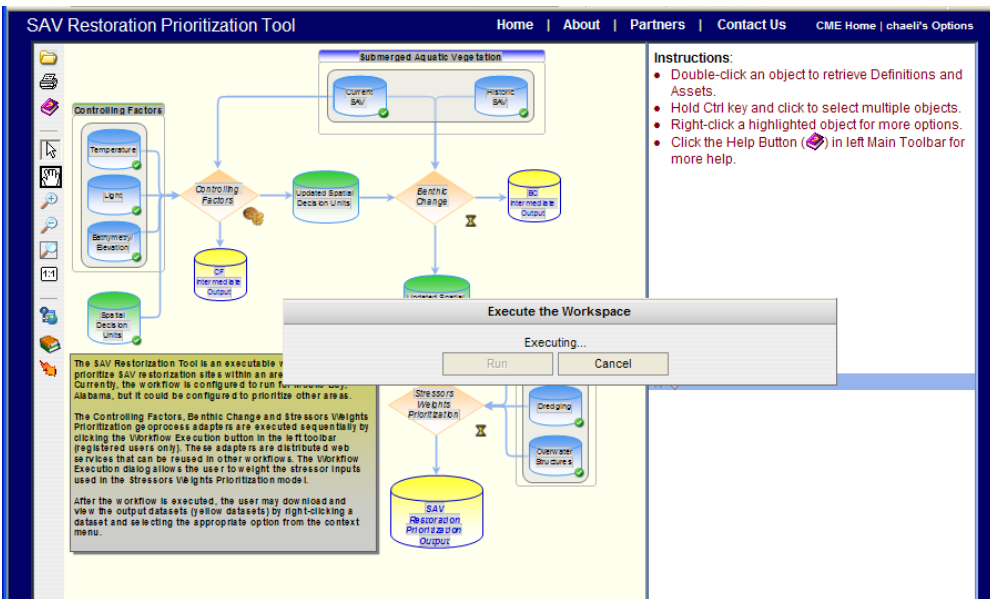 SAV Restoration Prioritization Tool
Home | About | Partners | Contact Us
CME Home | chaeli's Options
Submerged Aquatic Vegetation
Current
SAV
Historic
SAV
Controlling Factors
Temperature
Light
Bathymetry/
Elevation
Controlling
Factors
Updated Spatial
Decision Units
Benthic
Change
BC
Intermediate
Output
CF
Intermediate
Output
Updated Spatial
Spatial
Decision
Units
1:1
Instructions:
Double-click an object to retrieve Definitions and
Assets.
Hold Ctrl key and click to select multiple objects.
Right-click a highlighted object for more options.
Click the Help Button ( ) in left Main Toolbar for
more help.
Execute the Workspace
Executing...
Run
Cancel
The SAV Restorization Tool is an executable
prioritize SAV restorization sites within an
Currently, the workflow is configured to run for Mobile Bay,
Alabama, but it could be configured to prioritize other areas.
The Controlling Factors, Benthic Change and Stressors Weights
Prioritization geoprocess adapters are executed sequentially by
clicking the Workflow Execution button in the left toolbar
(registered users only). These adapters are distributed web
services that can be reused in other workflows. The Workflow
Execution dialog allows the user to weight the stressor inputs
used in the Stressors Weights Prioritization model.
After the workflow is executed, the user may download and
view the output datasets (yellow datasets) by right-clicking a
dataset and selecting the appropriate option from the context
menu.
Stressors
Weights
Prioritization
Dredging
Overwater
Structures
SAV
Restoration
Prioritization
Output